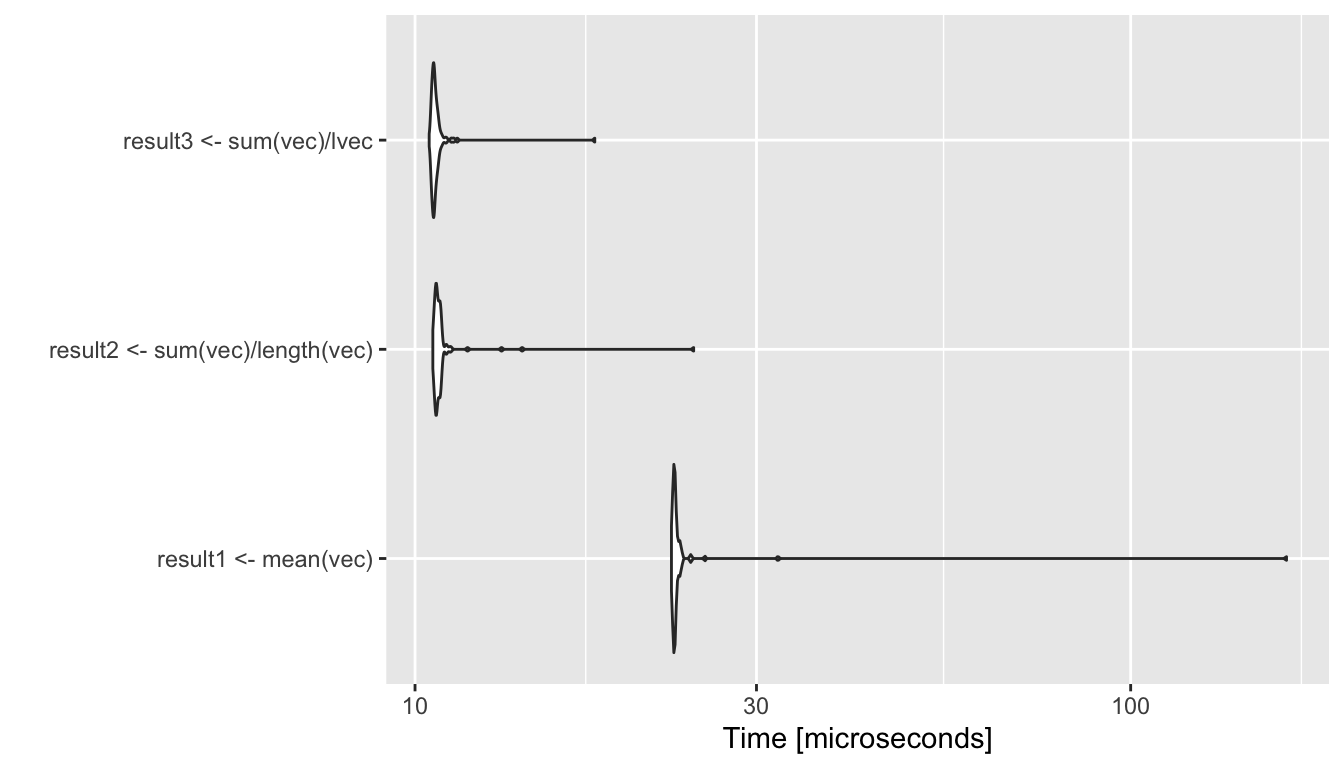 result3 <- sum(vec)/lvec
result2 <- sum(vec)/length(vec)
result1 <- mean(vec)
10 30 100
Time [microseconds]